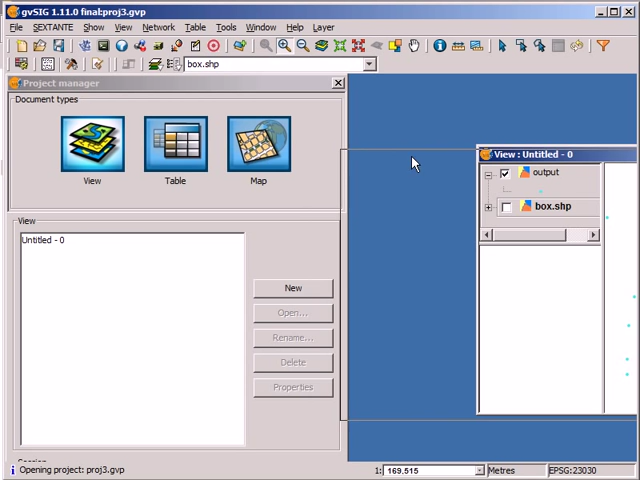 gvSIG 1.11.0 final:proj3.gvp
File SEXTANTE Show View Network Table Tools Window Help Layer
box.shp
Project manager
Document types
View Table Map
View
Untitled - 0
New
Open...
Rename...
Delete
Properties
View : Untitled - 0
output
box.shp
Opening project: proj3.gvp
1: 169.515 Metres EPSG:23030